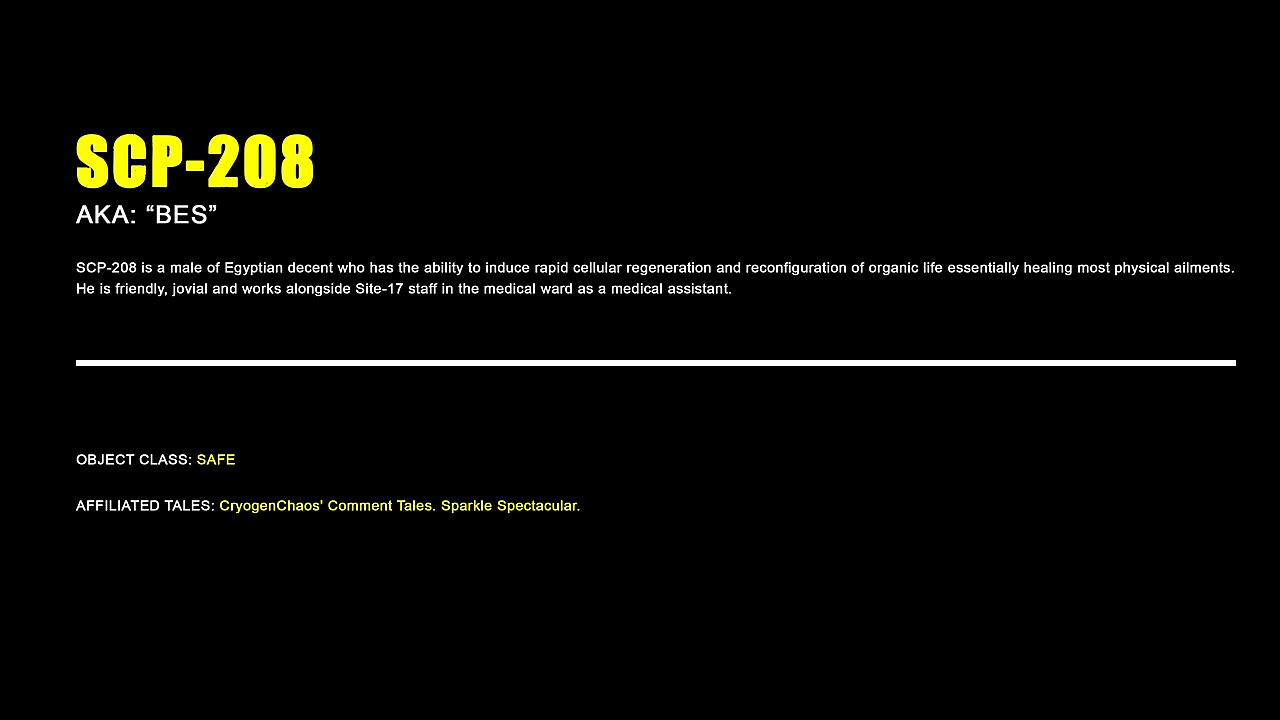 SCP-208
AKA: “BES”
SCP-208 is a male of Egyptian decent who has the ability to induce rapid cellular regeneration and reconfiguration of organic life essentially healing most physical ailments.
He is friendly, jovial and works alongside Site-17 staff in the medical ward as a medical assistant.
OBJECT CLASS: SAFE
AFFILIATED TALES: CryogenChaos' Comment Tales. Sparkle Spectacular.